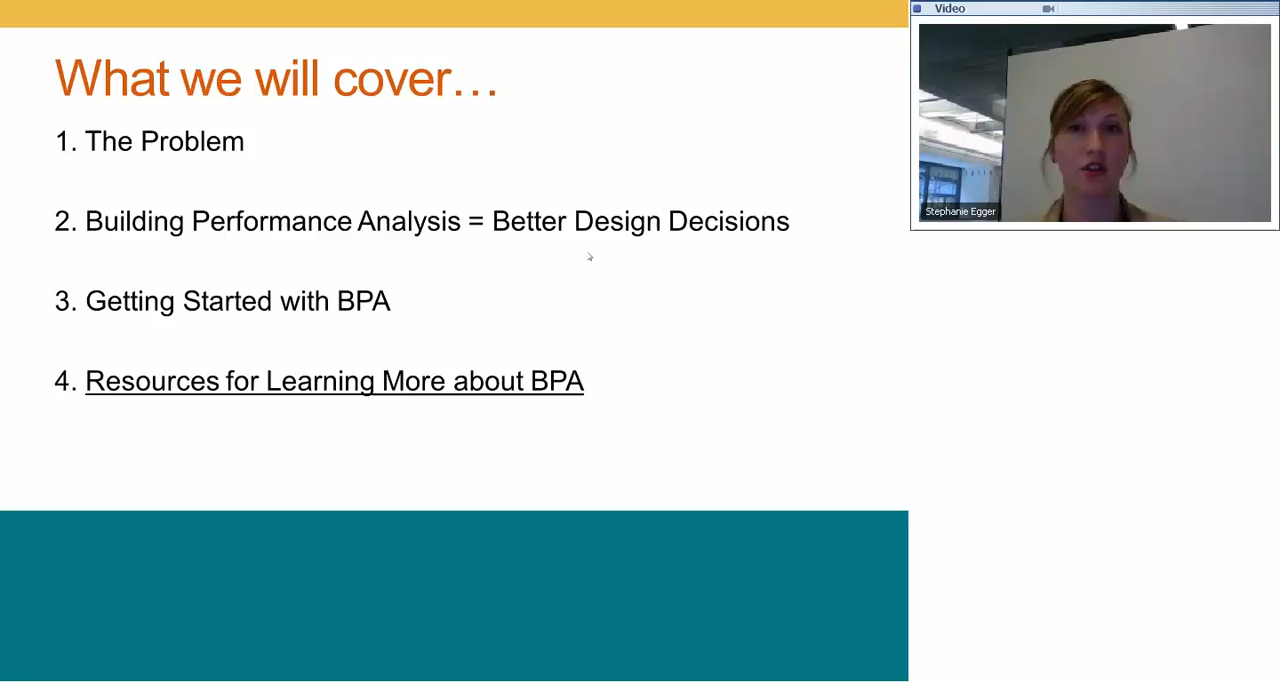 What we will cover…
1. The Problem
2. Building Performance Analysis = Better Design Decisions
3. Getting Started with BPA
4. Resources for Learning More about BPA
Video
Stephanie Egger